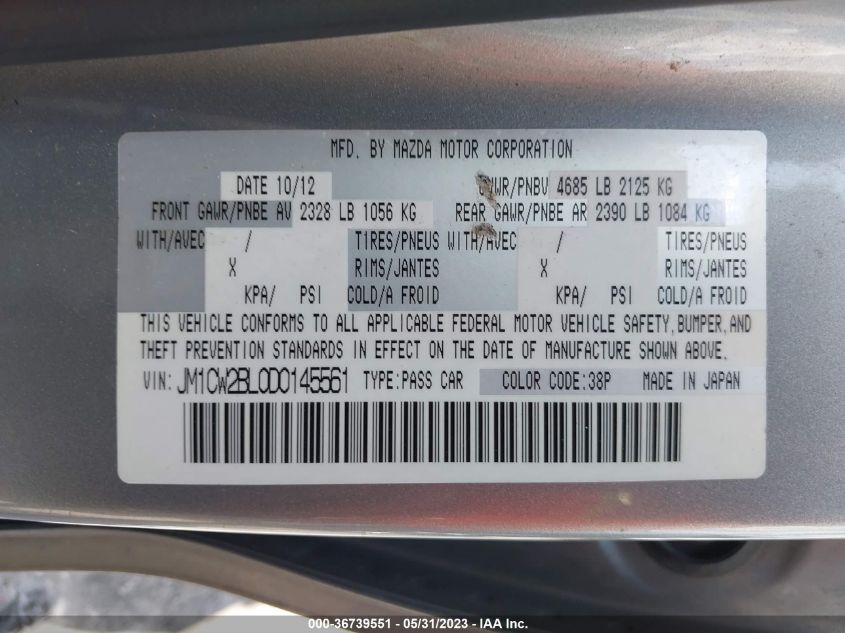 MFD. BY MAZDA MOTOR CORPORATION
DATE 10/12 GVWR/PNBV 4685 LB 2125 KG
FRONT GAWR/PNBE AV 2328 LB 1056 KG REAR GAWR/PNBE AR 2390 LB 1084 KG
WITH/AVEC / TIRES/PNEUS WITH/AVEC / TIRES/PNEUS
X RIMS/JANTES X RIMS/JANTES
KPA/ PSI COLD/A FROID KPA/ PSI COLD/A FROID
THIS VEHICLE CONFORMS TO ALL APPLICABLE FEDERAL MOTOR VEHICLE SAFETY, BUMPER, AND
THEFT PREVENTION STANDARDS IN EFFECT ON THE DATE OF MANUFACTURE SHOWN ABOVE.
VIN: JM1CW2BL0D0145561 TYPE:PASS CAR COLOR CODE:38P MADE IN JAPAN
000-36739551 - 05/31/2023 - IAAI.com